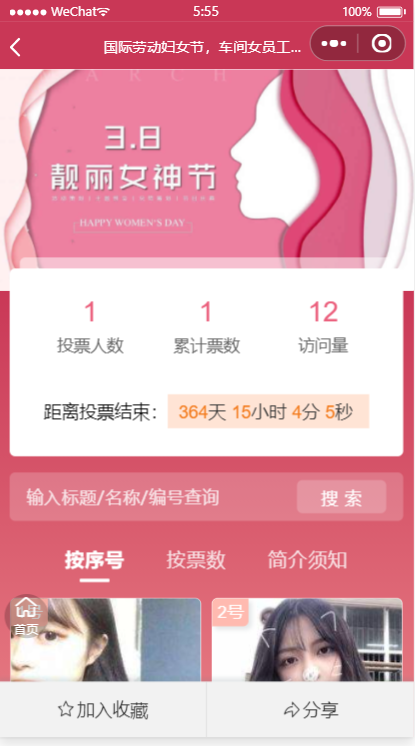 WeChat
5:55
100%
国际劳动妇女节，车间女员工...
ARCH
3.8
靓丽女神节
HAPPY WOMEN'S DAY
1
1
12
投票人数
累计票数
访问量
距离投票结束：
364天 15小时 4分 5秒
输入标题/名称/编号查询
搜 索
按序号
按票数
简介须知
首页
2号
加入收藏
分享